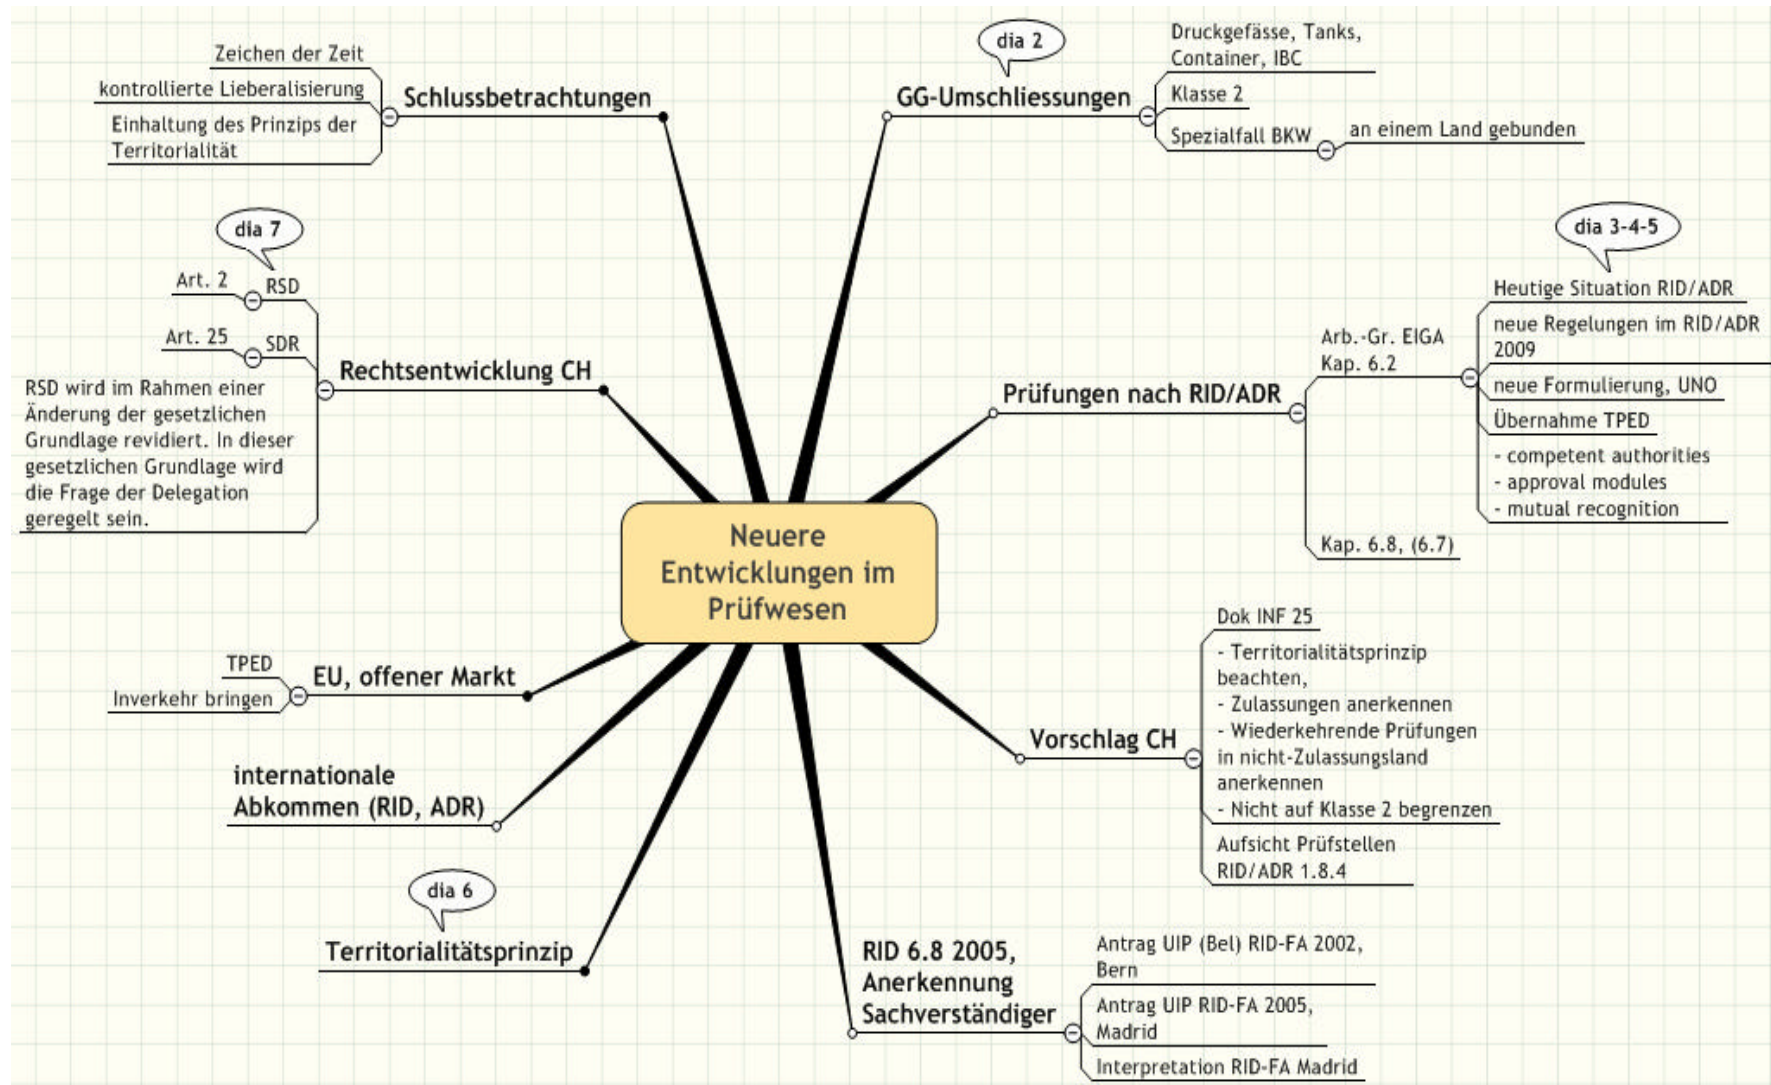 Neuere
Entwicklungen im
Prüfwesen
dia 2
GG-Umschliessungen
Druckgefässe, Tanks,
Container, IBC
Klasse 2
Spezialfall BKW
an einem Land gebunden
dia 3-4-5
Prüfungen nach RID/ADR
Arb.-Gr. EIGA
Kap. 6.2
Heutige Situation RID/ADR
neue Regelungen im RID/ADR
2009
neue Formulierung, UNO
Übernahme TPED
- competent authorities
- approval modules
- mutual recognition
Kap. 6.8, (6.7)
Vorschlag CH
Dok INF 25
- Territorialitätsprinzip
beachten,
- Zulassungen anerkennen
- Wiederkehrende Prüfungen
in nicht-Zulassungsland
anerkennen
- Nicht auf Klasse 2 begrenzen
Aufsicht Prüfstellen
RID/ADR 1.8.4
RID 6.8 2005,
Anerkennung
Sachverständiger
Antrag UIP (Bel) RID-FA 2002,
Bern
Antrag UIP RID-FA 2005,
Madrid
Interpretation RID-FA Madrid
dia 6
Territorialitätsprinzip
internationale
Abkommen (RID, ADR)
EU, offener Markt
TPED
Inverkehr bringen
dia 7
Rechtsentwicklung CH
RSD
Art. 2
SDR
Art. 25
RSD wird im Rahmen einer
Änderung der gesetzlichen
Grundlage revidiert. In dieser
gesetzlichen Grundlage wird
die Frage der Delegation
geregelt sein.
Schlussbetrachtungen
Zeichen der Zeit
kontrollierte Lieberalisierung
Einhaltung des Prinzips der
Territorialität